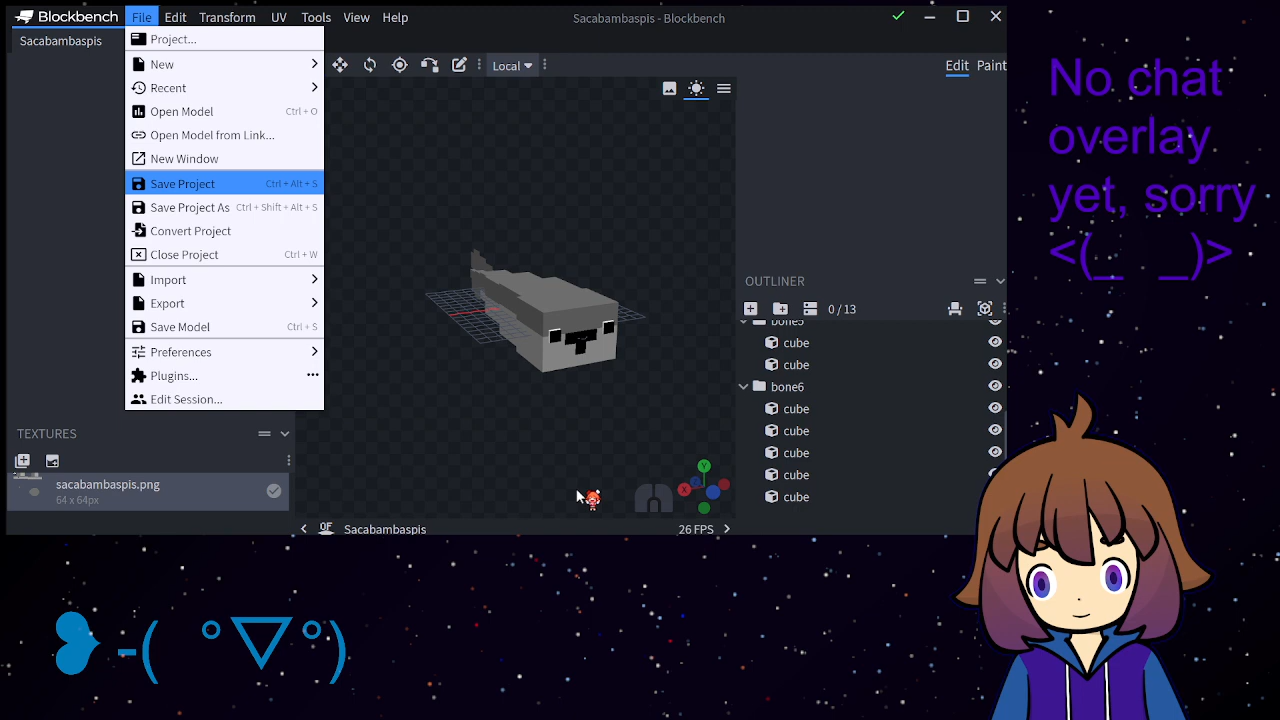 Blockbench File Edit Transform UV Tools View Help Sacabambaspis - Blockbench
Sacabambaspis
Project...
New
Recent
Open Model Ctrl + O
Open Model from Link...
New Window
Save Project Ctrl + Alt + S
Save Project As Ctrl + Shift + Alt + S
Convert Project
Close Project Ctrl + W
Import
Export
Save Model Ctrl + S
Preferences
Plugins...
Edit Session...
Local
Edit Paint
OUTLINER
0 / 13
bone5
cube
cube
bone6
cube
cube
cube
cube
cube
TEXTURES
sacabambaspis.png
64 x 64px
X
Y
Z
OF Sacabambaspis 26 FPS
No chat
overlay
yet, sorry
<(_ _)>
❥-( °▽°)